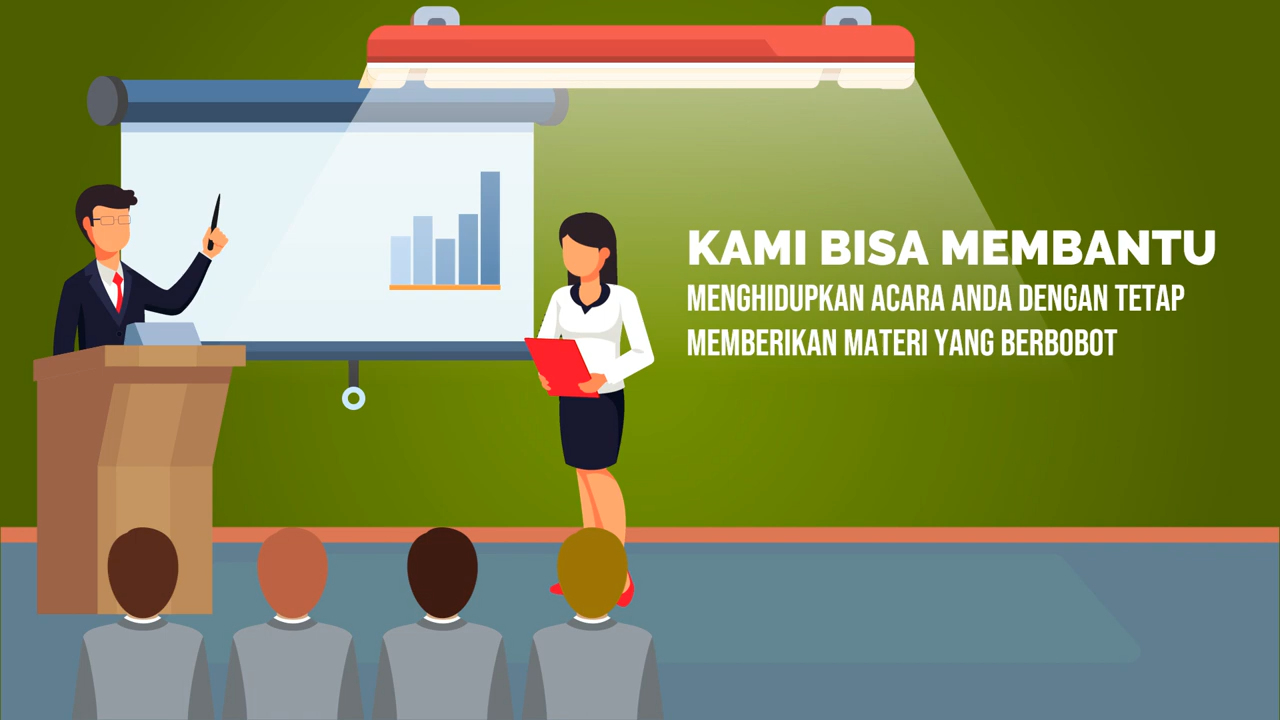 KAMI BISA MEMBANTU
MENGHIDUPKAN ACARA ANDA DENGAN TETAP
MEMBERIKAN MATERI YANG BERBOBOT